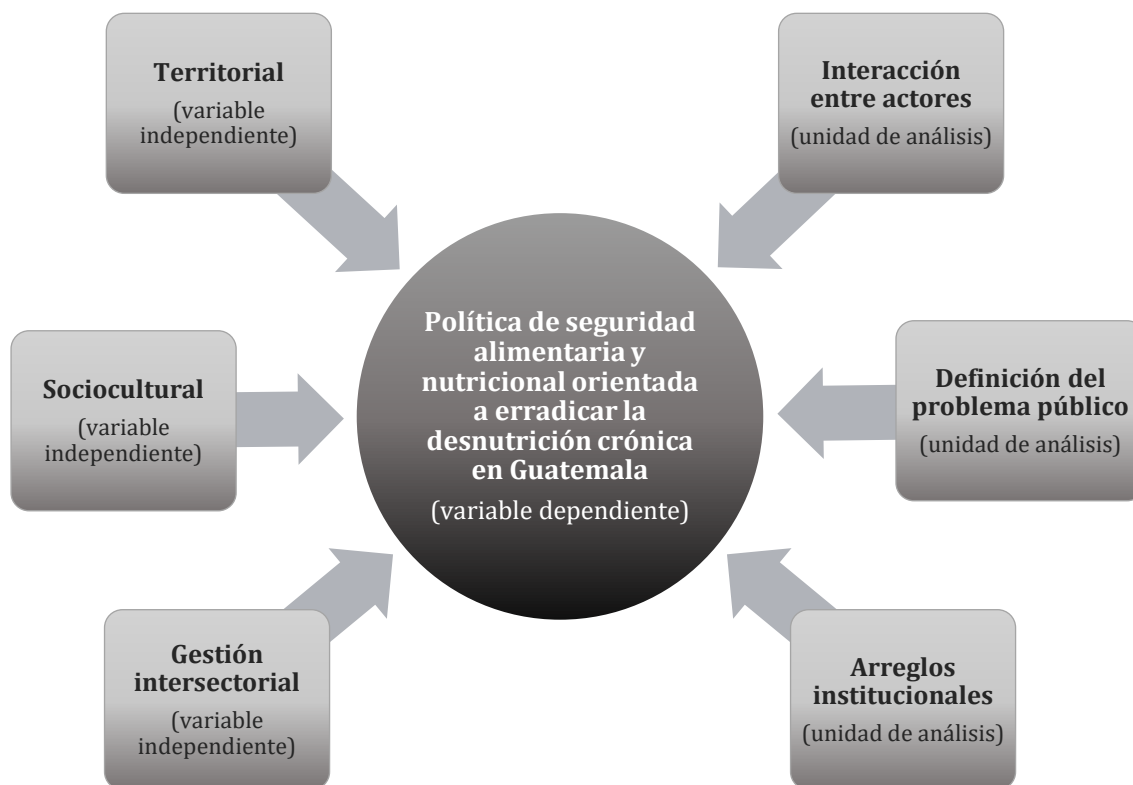 Territorial
(variable
independiente)
Interacción
entre actores
(unidad de análisis)
Sociocultural
(variable
independiente)
Política de seguridad
alimentaria y
nutricional orientada
a erradicar la
desnutrición crónica
en Guatemala
(variable dependiente)
Definición del
problema público
(unidad de análisis)
Gestión
intersectorial
(variable
independiente)
Arreglos
institucionales
(unidad de análisis)